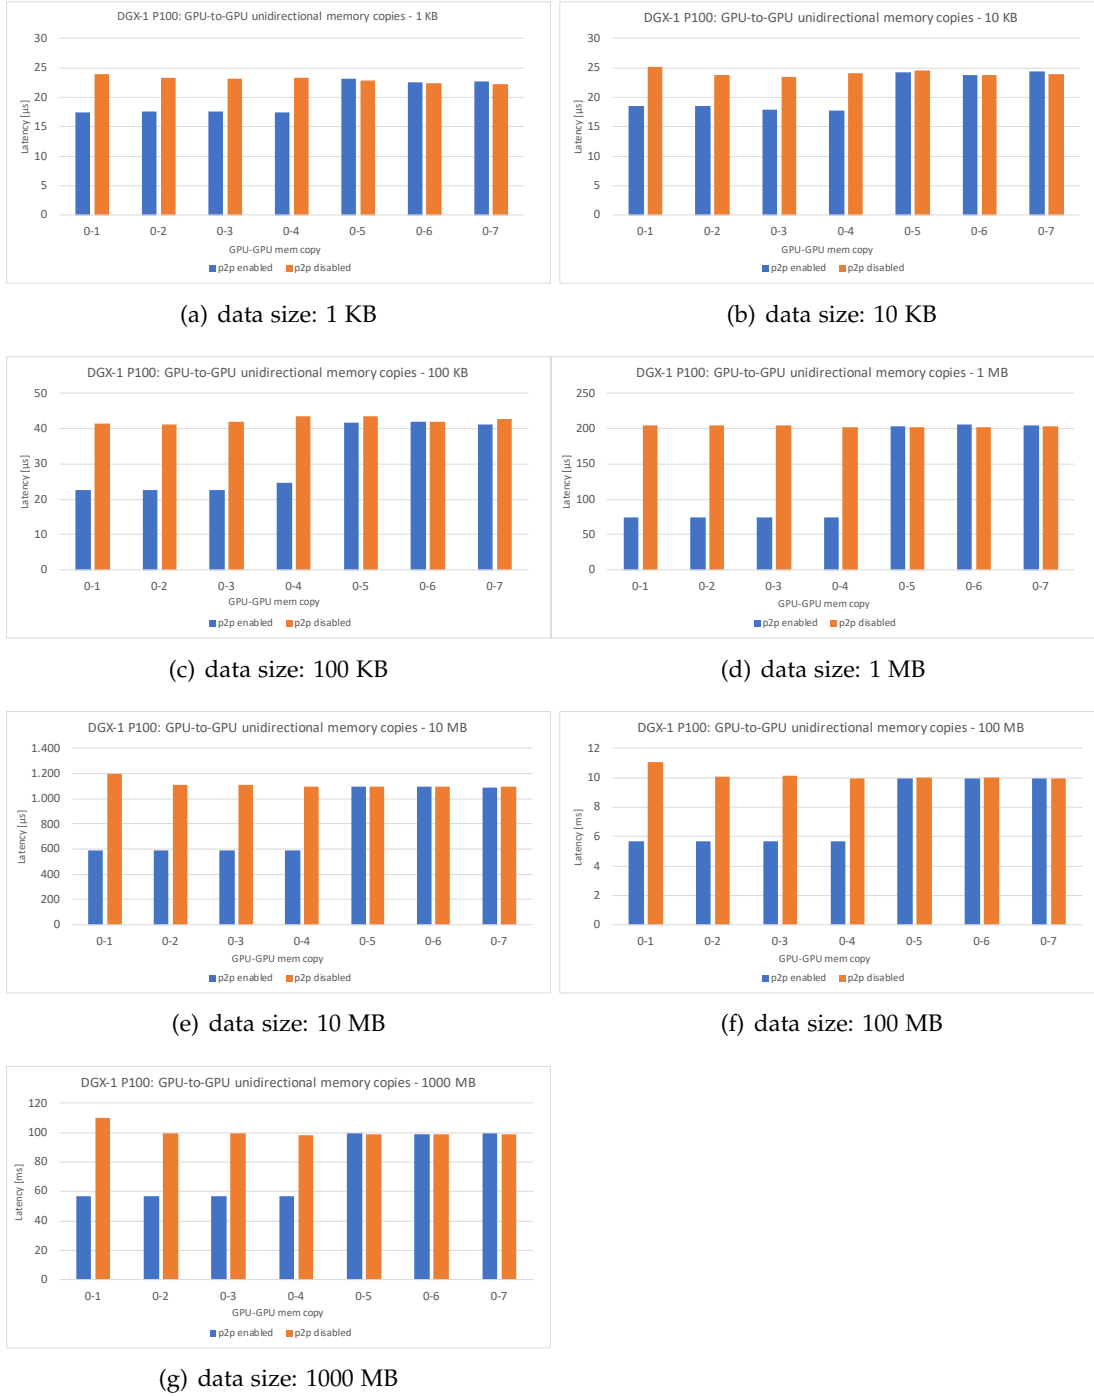 DGX-1 P100: GPU-to-GPU unidirectional memory copies - 1 KB
30
25
20
15
10
5
0
Latency [µs]
0-1 0-2 0-3 0-4 0-5 0-6 0-7
GPU-GPU mem copy
p2p enabled p2p disabled
(a) data size: 1 KB
DGX-1 P100: GPU-to-GPU unidirectional memory copies - 10 KB
30
25
20
15
10
5
0
Latency [µs]
0-1 0-2 0-3 0-4 0-5 0-6 0-7
GPU-GPU mem copy
p2p enabled p2p disabled
(b) data size: 10 KB
DGX-1 P100: GPU-to-GPU unidirectional memory copies - 100 KB
50
40
30
20
10
0
Latency [µs]
0-1 0-2 0-3 0-4 0-5 0-6 0-7
GPU-GPU mem copy
p2p enabled p2p disabled
(c) data size: 100 KB
DGX-1 P100: GPU-to-GPU unidirectional memory copies - 1 MB
250
200
150
100
50
0
Latency [µs]
0-1 0-2 0-3 0-4 0-5 0-6 0-7
GPU-GPU mem copy
p2p enabled p2p disabled
(d) data size: 1 MB
DGX-1 P100: GPU-to-GPU unidirectional memory copies - 10 MB
1.400
1.200
1.000
800
600
400
200
0
Latency [µs]
0-1 0-2 0-3 0-4 0-5 0-6 0-7
GPU-GPU mem copy
p2p enabled p2p disabled
(e) data size: 10 MB
DGX-1 P100: GPU-to-GPU unidirectional memory copies - 100 MB
12
10
8
6
4
2
0
Latency [ms]
0-1 0-2 0-3 0-4 0-5 0-6 0-7
GPU-GPU mem copy
p2p enabled p2p disabled
(f) data size: 100 MB
DGX-1 P100: GPU-to-GPU unidirectional memory copies - 1000 MB
120
100
80
60
40
20
0
Latency [ms]
0-1 0-2 0-3 0-4 0-5 0-6 0-7
GPU-GPU mem copy
p2p enabled p2p disabled
(g) data size: 1000 MB